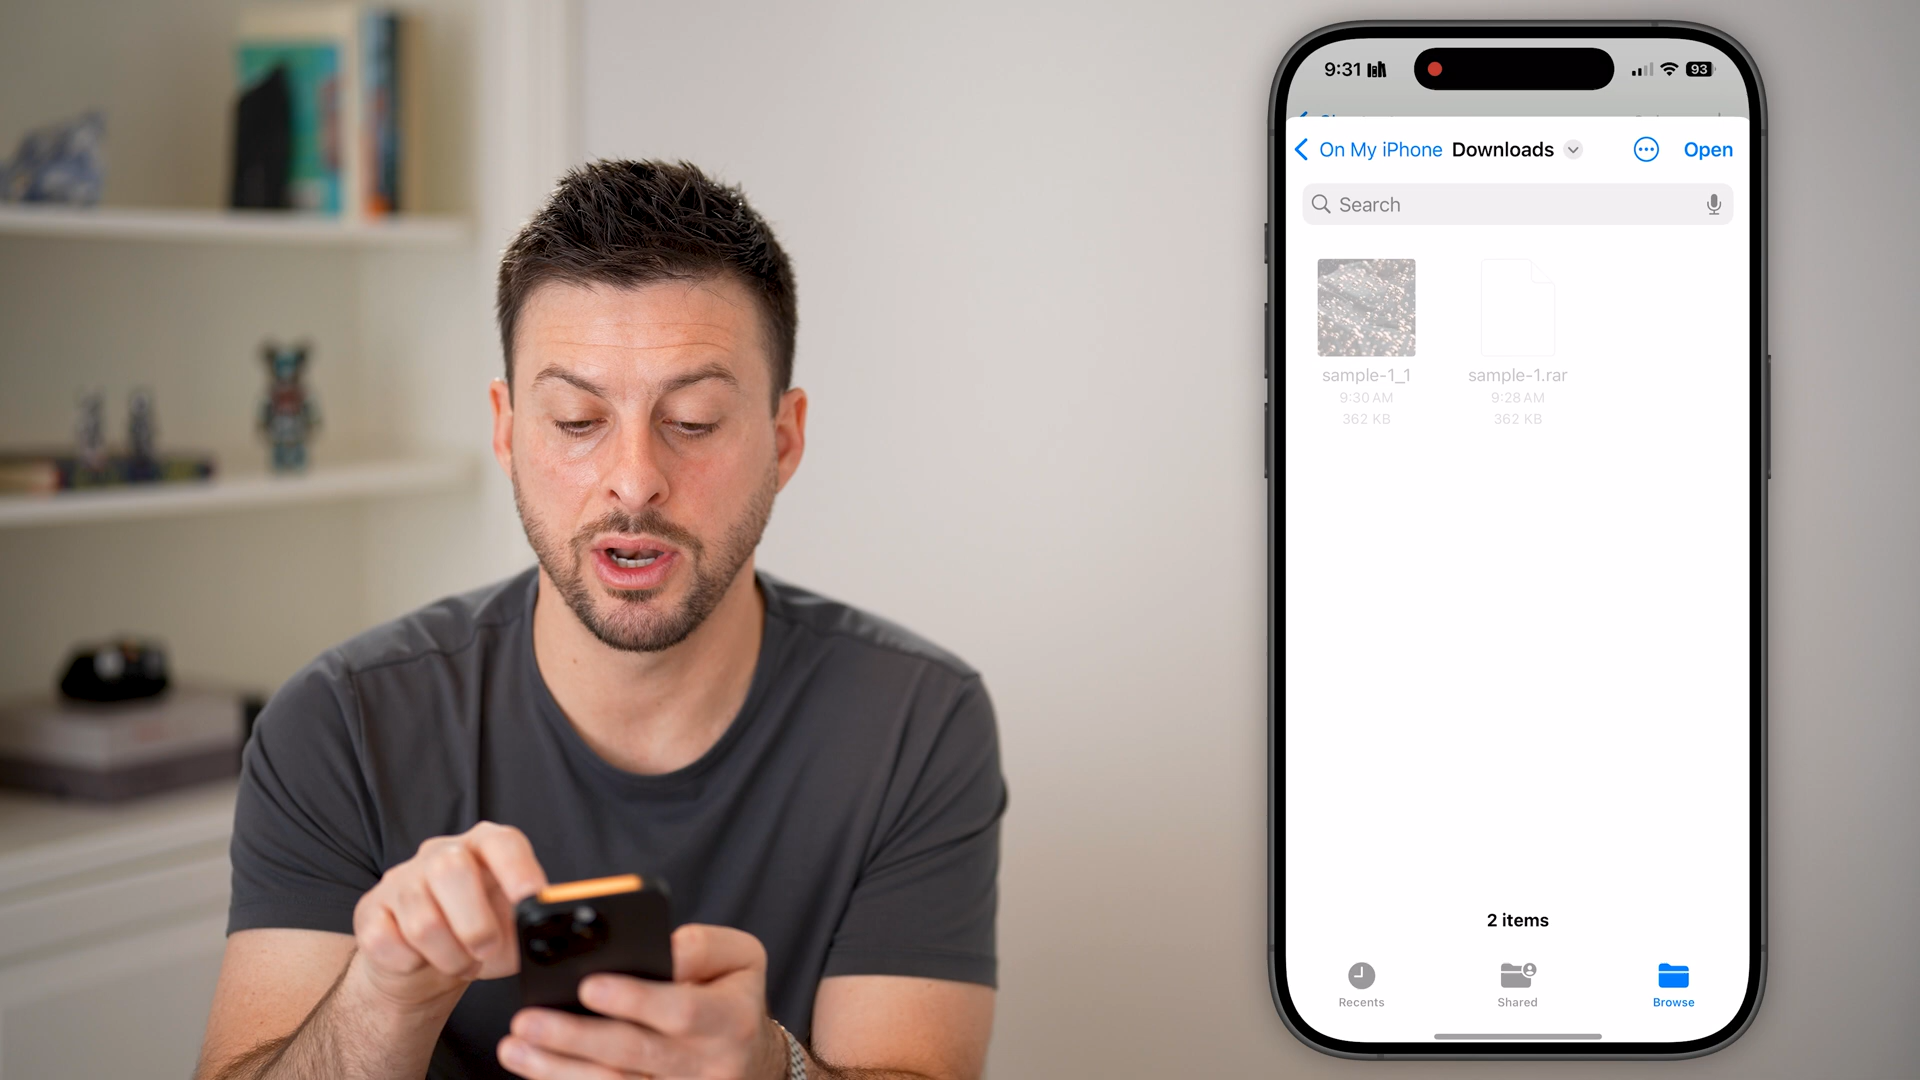 9:31
93
On My iPhone Downloads
Open
Search
sample-1_1
9:30 AM
362 KB
sample-1.rar
9:28 AM
362 KB
2 items
Recents
Shared
Browse